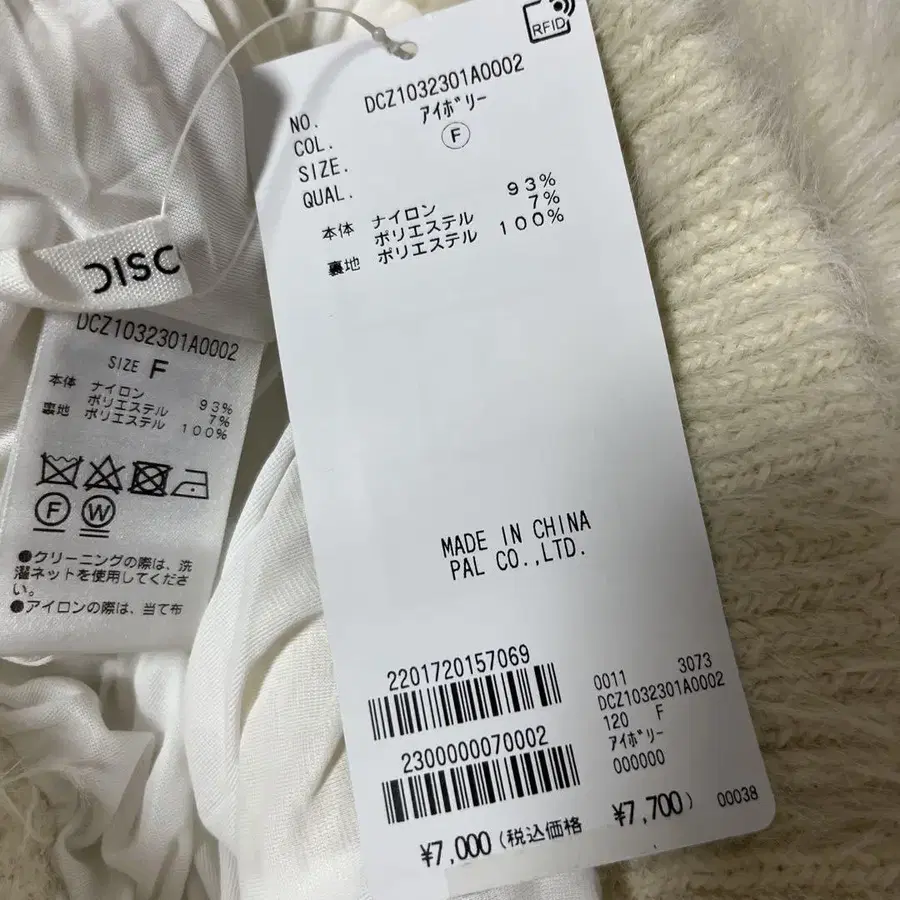 RFID
NO. DCZ1032301A0002
COL. アイボリー
SIZE. F
QUAL.
本体 ナイロン 93%
ポリエステル 7%
裏地 ポリエステル 100%
MADE IN CHINA
PAL CO.,LTD.
2201720157069
2300000070002
0011 3073
DCZ1032301A0002
120 F
アイボリー
000000
¥7,000(税込価格 ¥7,700) 00038
DISC
DCZ1032301A0002
SIZE F
本体 ナイロン 93%
ポリエステル 7%
裏地 ポリエステル 100%
F W
●クリーニングの際は、洗
濯ネットを使用してくださ
い。
●アイロンの際は、当て布